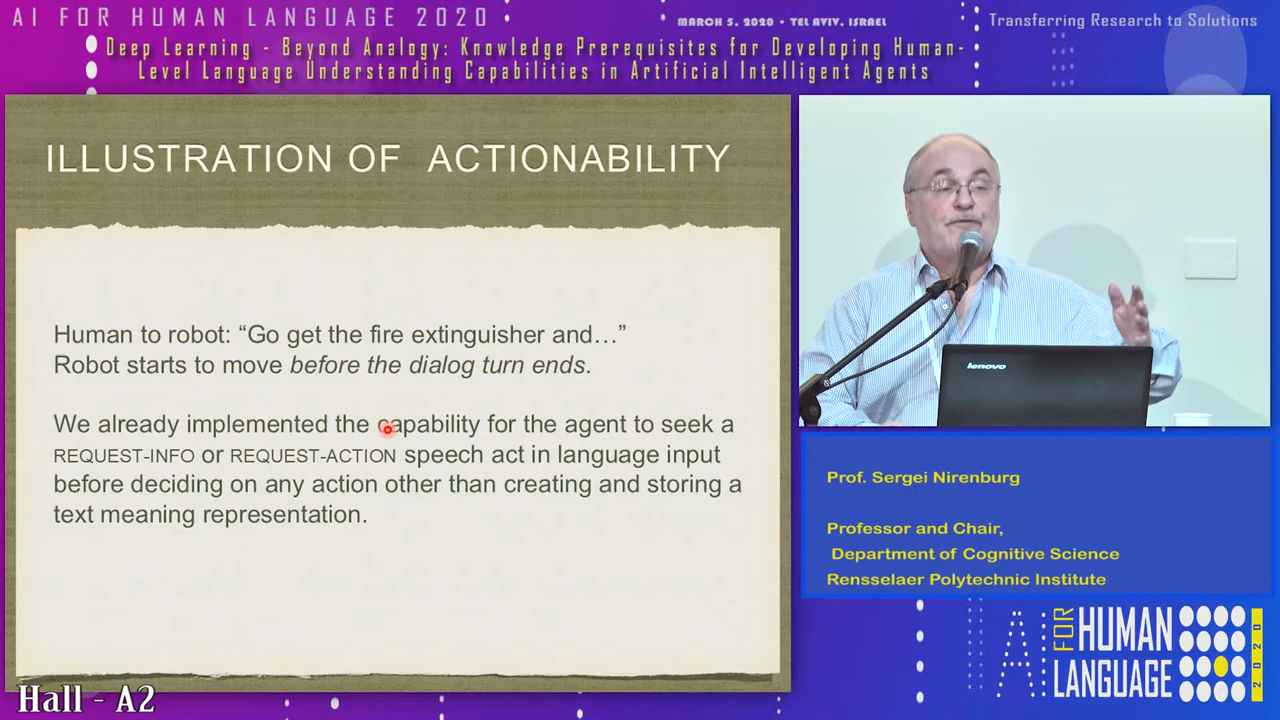 AI FOR HUMAN LANGUAGE 2020
MARCH 5, 2020 - TEL AVIV, ISRAEL
Transferring Research to Solutions
Deep Learning - Beyond Analogy: Knowledge Prerequisites for Developing Human-
Level Language Understanding Capabilities in Artificial Intelligent Agents
ILLUSTRATION OF ACTIONABILITY
Human to robot: “Go get the fire extinguisher and…”
Robot starts to move before the dialog turn ends.
We already implemented the capability for the agent to seek a
REQUEST-INFO or REQUEST-ACTION speech act in language input
before deciding on any action other than creating and storing a
text meaning representation.
lenovo
Prof. Sergei Nirenburg
Professor and Chair,
Department of Cognitive Science
Rensselaer Polytechnic Institute
Hall - A2
AI FOR HUMAN
LANGUAGE
2020